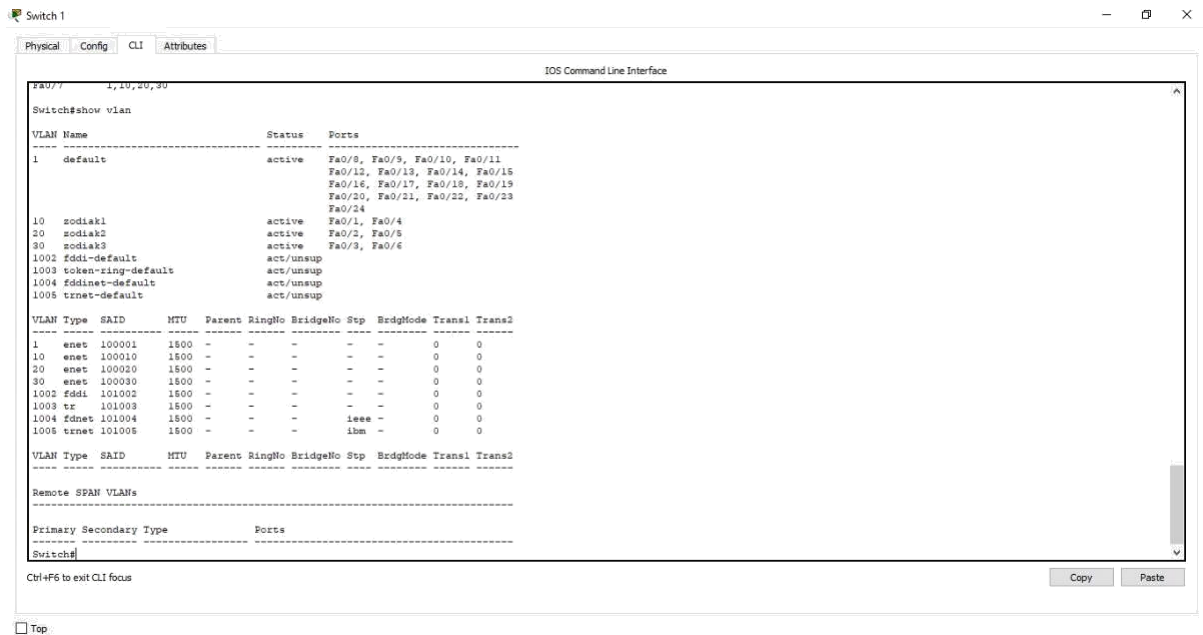 Switch 1
Physical Config CLI Attributes
IOS Command Line Interface
Fa0/7 1,10,20,30
Switch#show vlan
VLAN Name Status Ports
---- -------------------------------- --------- -------------------------------
1 default active Fa0/8, Fa0/9, Fa0/10, Fa0/11
Fa0/12, Fa0/13, Fa0/14, Fa0/15
Fa0/16, Fa0/17, Fa0/18, Fa0/19
Fa0/20, Fa0/21, Fa0/22, Fa0/23
Fa0/24
10 zodiak1 active Fa0/1, Fa0/4
20 zodiak2 active Fa0/2, Fa0/5
30 zodiak3 active Fa0/3, Fa0/6
1002 fddi-default act/unsup
1003 token-ring-default act/unsup
1004 fddinet-default act/unsup
1005 trnet-default act/unsup
VLAN Type SAID MTU Parent RingNo BridgeNo Stp BrdgMode Trans1 Trans2
---- ----- ---------- ----- ------ ------ -------- ---- -------- ------ ------
1 enet 100001 1500 - - - - - 0 0
10 enet 100010 1500 - - - - - 0 0
20 enet 100020 1500 - - - - - 0 0
30 enet 100030 1500 - - - - - 0 0
1002 fddi 101002 1500 - - - - - 0 0
1003 tr 101003 1500 - - - - - 0 0
1004 fdnet 101004 1500 - - - ieee - 0 0
1005 trnet 101005 1500 - - - ibm - 0 0
VLAN Type SAID MTU Parent RingNo BridgeNo Stp BrdgMode Trans1 Trans2
---- ----- ---------- ----- ------ ------ -------- ---- -------- ------ ------
Remote SPAN VLANs
------------------------------------------------------------------------------
Primary Secondary Type Ports
------- --------- ----------------- ------------------------------------------
Switch#
Ctrl+F6 to exit CLI focus
Copy Paste
Top